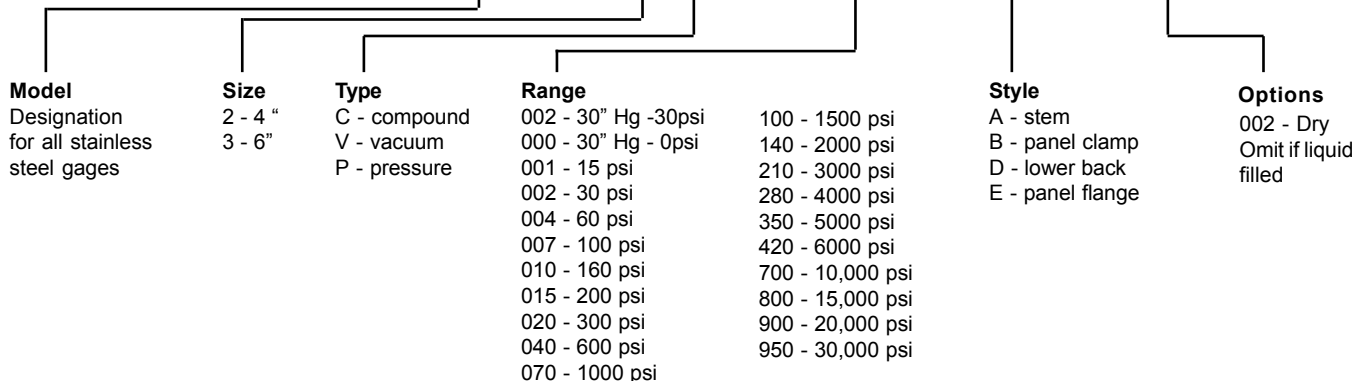 Model
Designation
for all stainless
steel gages
Size
2 - 4 “
3 - 6”
Type
C - compound
V - vacuum
P - pressure
Range
002 - 30” Hg -30psi
000 - 30” Hg - 0psi
001 - 15 psi
002 - 30 psi
004 - 60 psi
007 - 100 psi
010 - 160 psi
015 - 200 psi
020 - 300 psi
040 - 600 psi
070 - 1000 psi
100 - 1500 psi
140 - 2000 psi
210 - 3000 psi
280 - 4000 psi
350 - 5000 psi
420 - 6000 psi
700 - 10,000 psi
800 - 15,000 psi
900 - 20,000 psi
950 - 30,000 psi
Style
A - stem
B - panel clamp
D - lower back
E - panel flange
Options
002 - Dry
Omit if liquid
filled